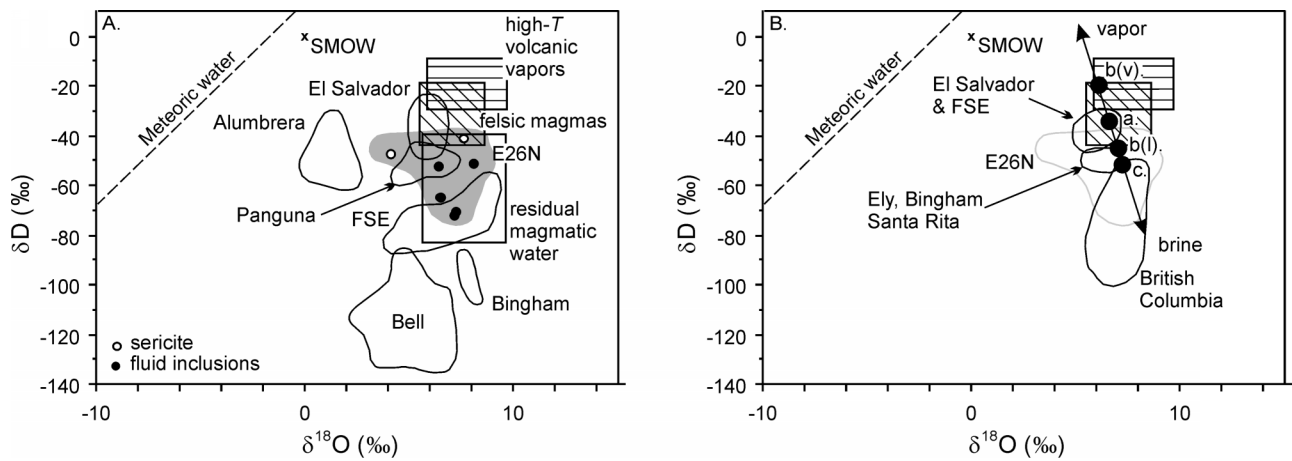 A.
0
-20
-40
-60
-80
-100
-120
-140
δD (‰)
Meteoric water
x
SMOW
high-T
volcanic
vapors
El Salvador
Alumbrera
felsic magmas
E26N
Panguna
FSE
residual
magmatic
water
Bingham
Bell
sericite
fluid inclusions
-10
0
10
δ18O (‰)
B.
0
-20
-40
-60
-80
-100
-120
-140
δD (‰)
Meteoric water
x
SMOW
vapor
b(v).
El Salvador
& FSE
a.
b(l).
E26N
c.
Ely, Bingham
Santa Rita
brine
British
Columbia
-10
0
10
δ18O (‰)